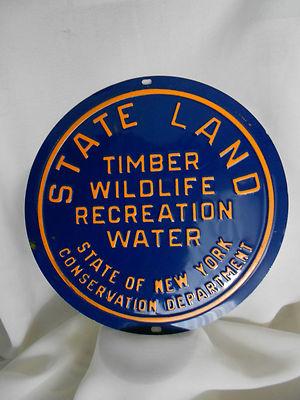 STATE LAND
TIMBER
WILDLIFE
RECREATION
WATER
STATE OF NEW YORK
CONSERVATION DEPARTMENT